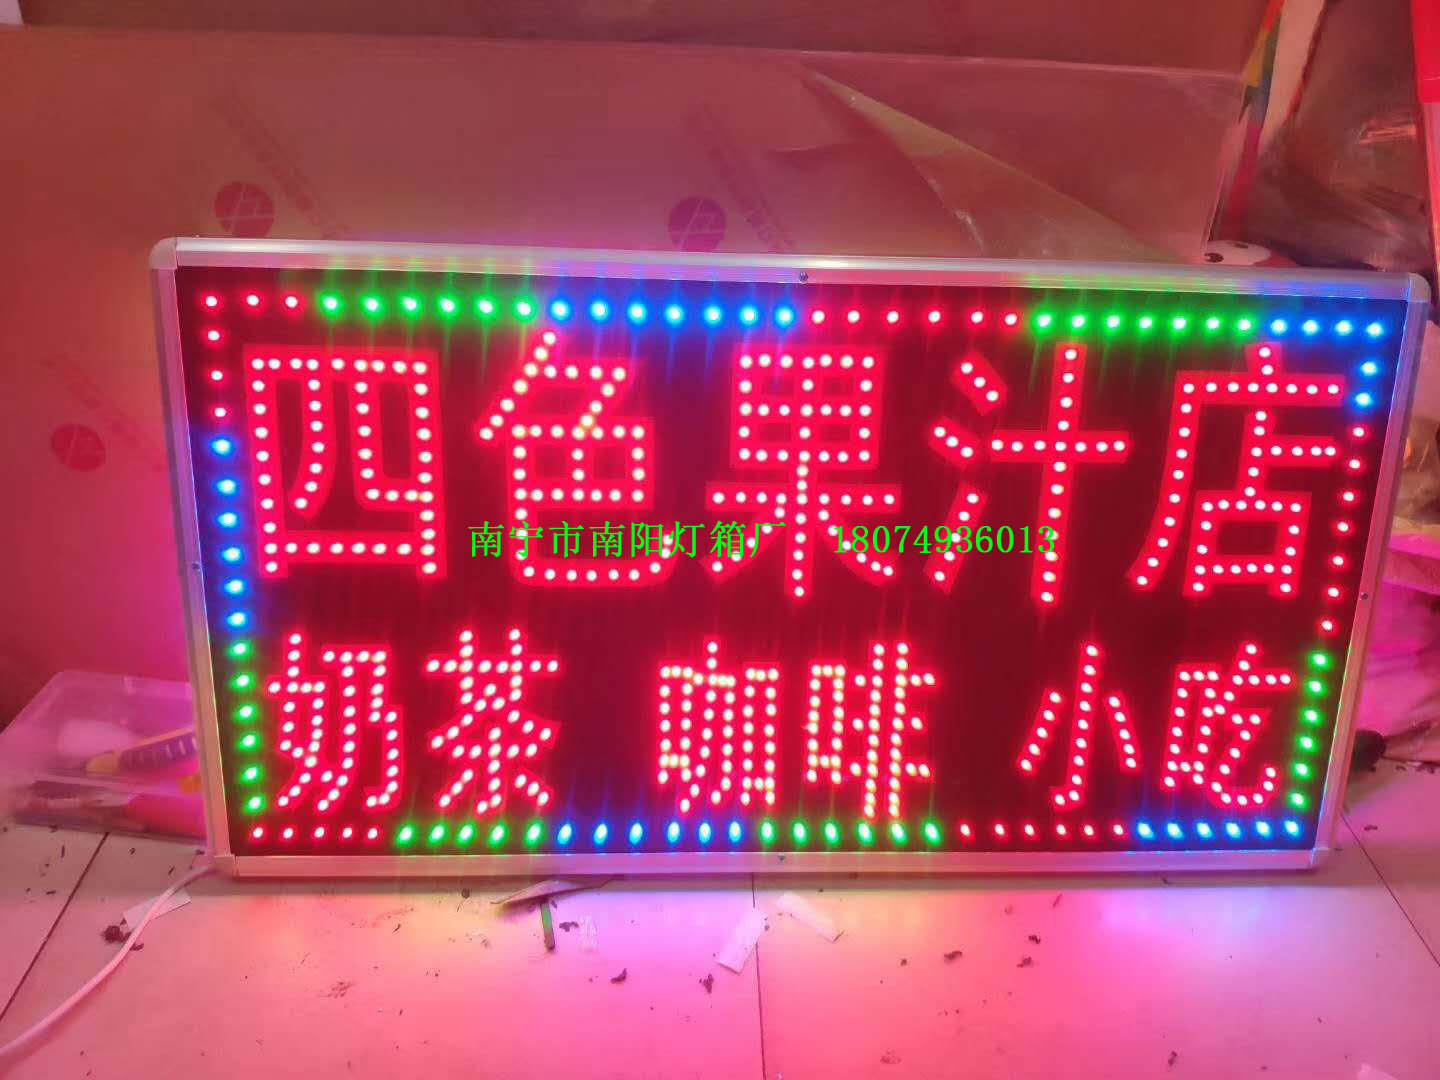 四色果汁店
南宁市南阳灯箱厂 18074936013
奶茶 咖啡 小吃